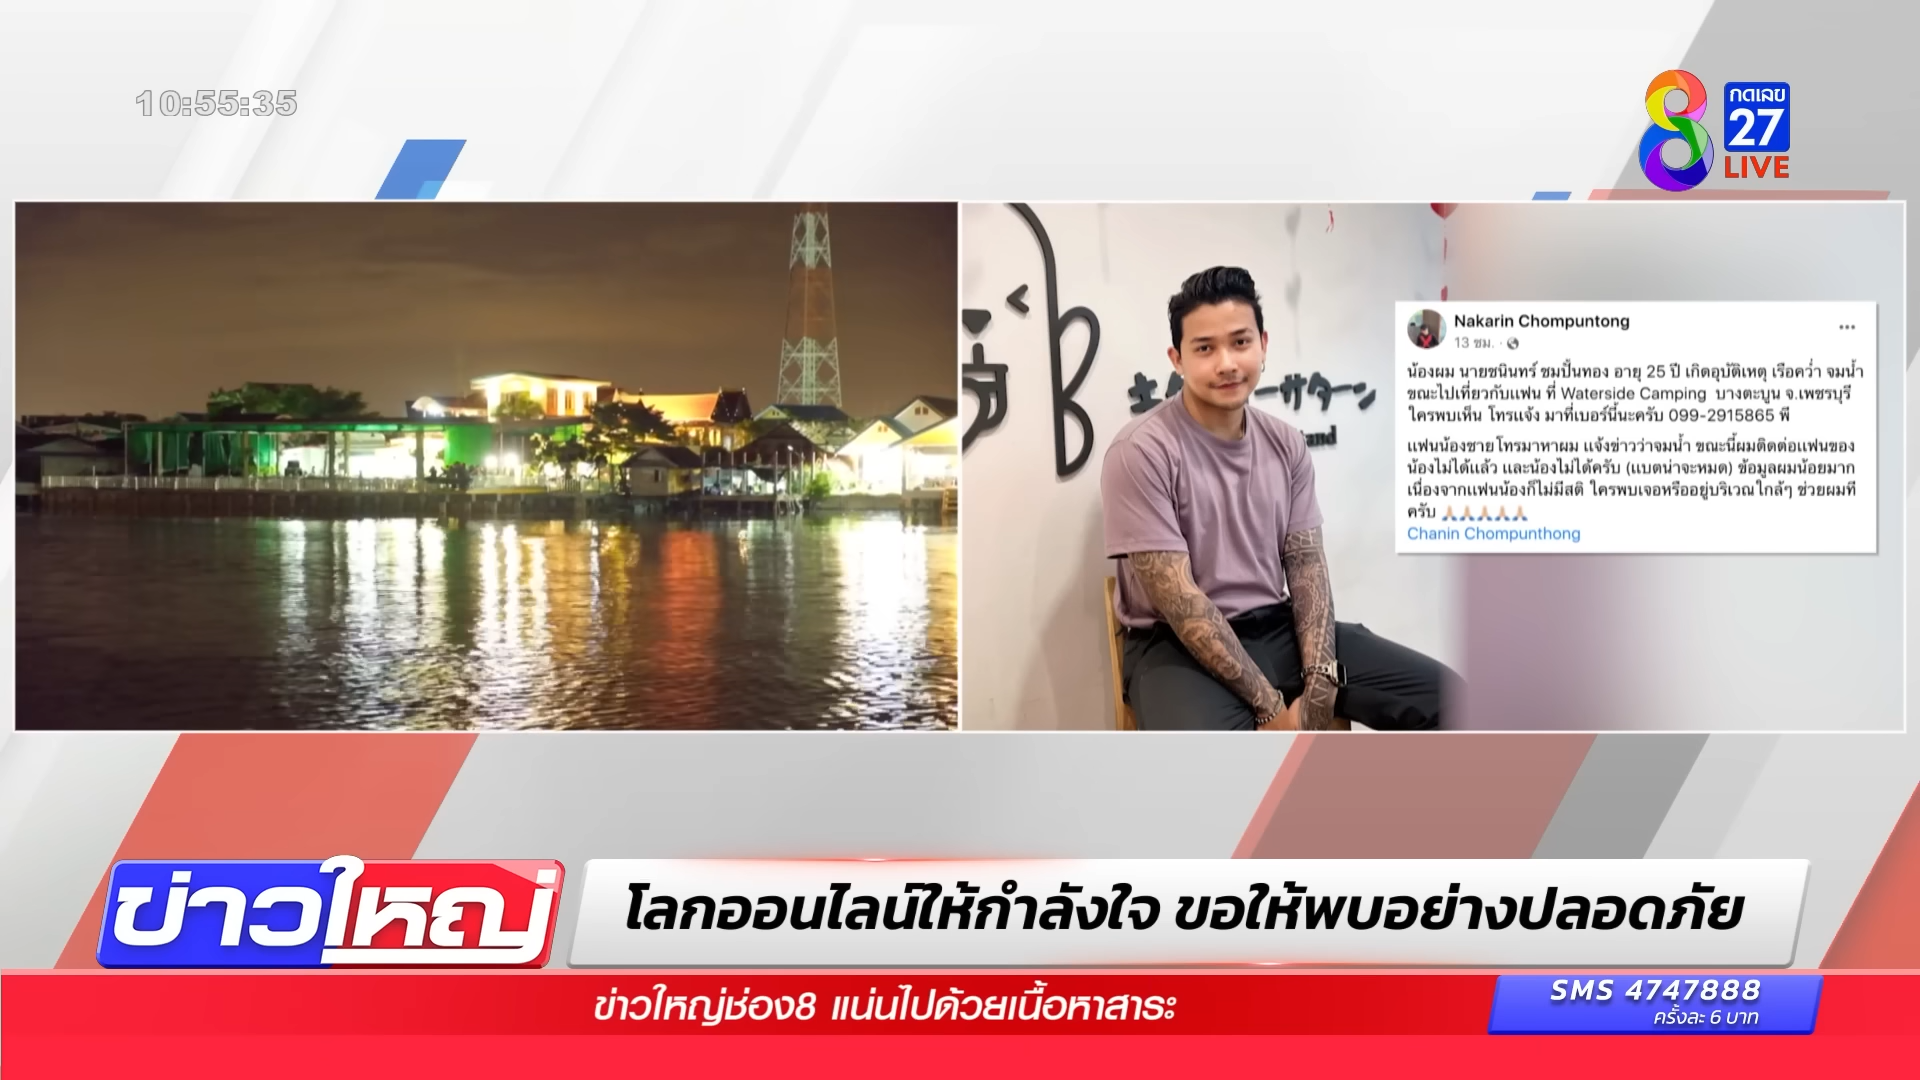 10:55:35
8
กดเลข
27
LIVE
B
and
Nakarin Chompuntong
13 ชม.
น้องผม นายชนินทร์ ชมปั้นทอง อายุ 25 ปี เกิดอุบัติเหตุ เรือคว่ำ จมน้ำ
ขณะไปเที่ยวกับแฟน ที่ Waterside Camping บางตะบูน จ.เพชรบุรี
ใครพบเห็น โทรแจ้ง มาที่เบอร์นี้นะครับ 099-2915865 พี
แฟนน้องชายโทรมาหาผม แจ้งข่าวว่าจมน้ำ ขณะนี้ผมติดต่อแฟนของ
น้องไม่ได้แล้ว และน้องไม่ได้ครับ (แบตน่าจะหมด) ข้อมูลผมน้อยมาก
เนื่องจากแฟนน้องก็ไม่มีสติ ใครพบเจอหรืออยู่บริเวณใกล้ๆ ช่วยผมที
ครับ 🙏🏻🙏🏻🙏🏻🙏🏻🙏🏻
Chanin Chompunthong
ข่าวใหญ่
โลกออนไลน์ให้กำลังใจ ขอให้พบอย่างปลอดภัย
ข่าวใหญ่ช่อง8 แน่นไปด้วยเนื้อหาสาระ
SMS 4747888
ครั้งละ 6 บาท